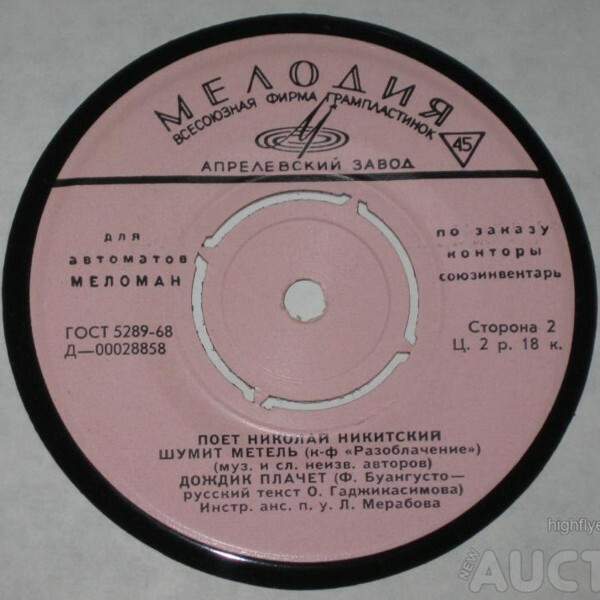 МЕЛОДИЯ
ВСЕСОЮЗНАЯ ФИРМА ГРАМПЛАСТИНОК
45
АПРЕЛЕВСКИЙ ЗАВОД
для
автоматов
МЕЛОМАН
по заказу
конторы
союзинвентарь
ГОСТ 5289-68
Д—00028858
Сторона 2
Ц. 2 р. 18 к.
ПОЕТ НИКОЛАЙ НИКИТСКИЙ
ШУМИТ МЕТЕЛЬ (к-ф «Разоблачение»)
(муз. и сл. неизв. авторов)
ДОЖДИК ПЛАЧЕТ (Ф. Буангусто—
русский текст О. Гаджикасимова)
Инстр. анс. п. у. Л. Мерабова
NEW AUCT